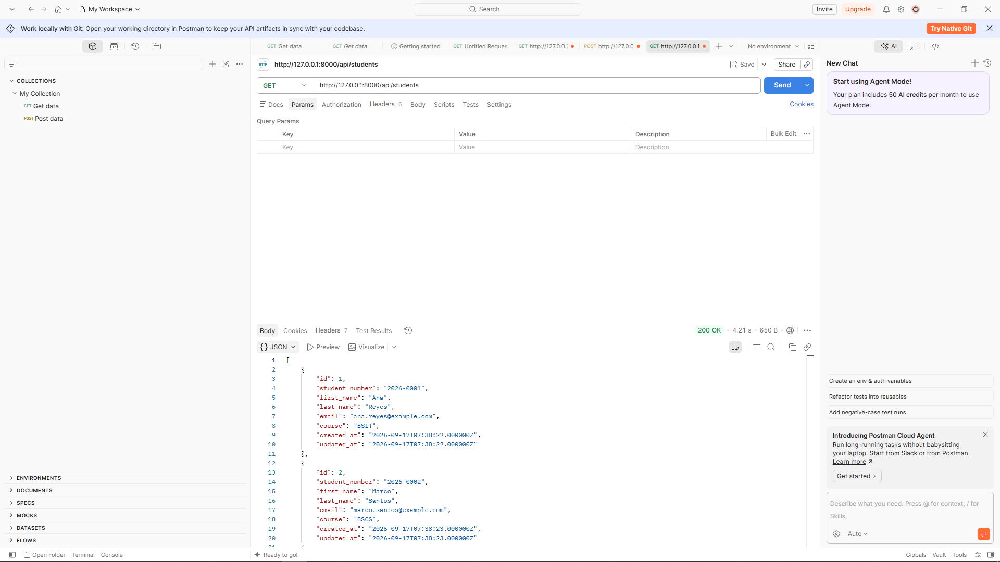 My Workspace
Search
Invite
Upgrade
Work locally with Git: Open your working directory in Postman to keep your API artifacts in sync with your codebase.
Try Native Git
GET Get data
GET Get data
Getting started
GET Untitled Reques
GET http://127.0.0.1
POST http://127.0.0
GET http://127.0.0.1
No environment
AI
COLLECTIONS
My Collection
GET Get data
POST Post data
ENVIRONMENTS
DOCUMENTS
SPECS
MOCKS
DATASETS
FLOWS
HTTP
http://127.0.0.1:8000/api/students
Save
Share
GET
http://127.0.0.1:8000/api/students
Send
Docs
Params
Authorization
Headers 6
Body
Scripts
Tests
Settings
Cookies
Query Params
Key
Value
Description
Bulk Edit
Key
Value
Description
Body
Cookies
Headers 7
Test Results
200 OK
4.21 s
650 B
{} JSON
Preview
Visualize
1 [
2 {
3 "id": 1,
4 "student_number": "2026-0001",
5 "first_name": "Ana",
6 "last_name": "Reyes",
7 "email": "ana.reyes@example.com",
8 "course": "BSIT",
9 "created_at": "2026-09-17T07:38:22.000000Z",
10 "updated_at": "2026-09-17T07:38:22.000000Z"
11 },
12 {
13 "id": 2,
14 "student_number": "2026-0002",
15 "first_name": "Marco",
16 "last_name": "Santos",
17 "email": "marco.santos@example.com",
18 "course": "BSCS",
19 "created_at": "2026-09-17T07:38:23.000000Z",
20 "updated_at": "2026-09-17T07:38:23.000000Z"
New Chat
Start using Agent Mode!
Your plan includes 50 AI credits per month to use
Agent Mode.
Create an env & auth variables
Refactor tests into reusables
Add negative-case test runs
Introducing Postman Cloud Agent
Run long-running tasks without babysitting
your laptop. Start from Slack or from Postman.
Learn more
Get started
Describe what you need. Press @ for context, / for
Skills.
Auto
Open Folder
Terminal
Console
Ready to go!
Globals
Vault
Tools